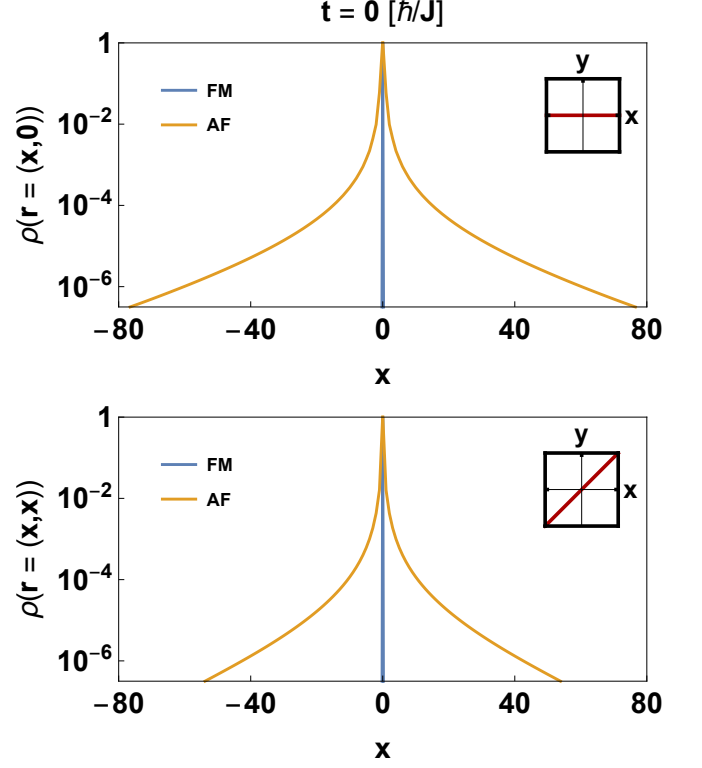 t = 0 [ℏ/J]
1
10⁻²
10⁻⁴
10⁻⁶
ρ(r = (x,0))
FM
AF
y
x
−80 −40 0 40 80
x
1
10⁻²
10⁻⁴
10⁻⁶
ρ(r = (x,x))
FM
AF
y
x
−80 −40 0 40 80
x